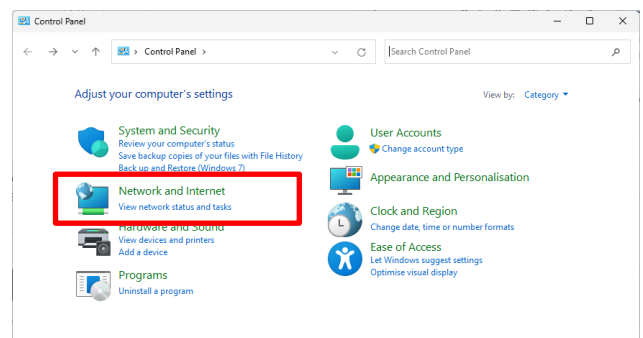 Control Panel
Control Panel
Search Control Panel
Adjust your computer's settings
View by: Category
System and Security
Review your computer's status
Save backup copies of your files with File History
Back up and Restore (Windows 7)
Network and Internet
View network status and tasks
Hardware and Sound
View devices and printers
Add a device
Programs
Uninstall a program
User Accounts
Change account type
Appearance and Personalisation
Clock and Region
Change date, time or number formats
Ease of Access
Let Windows suggest settings
Optimise visual display